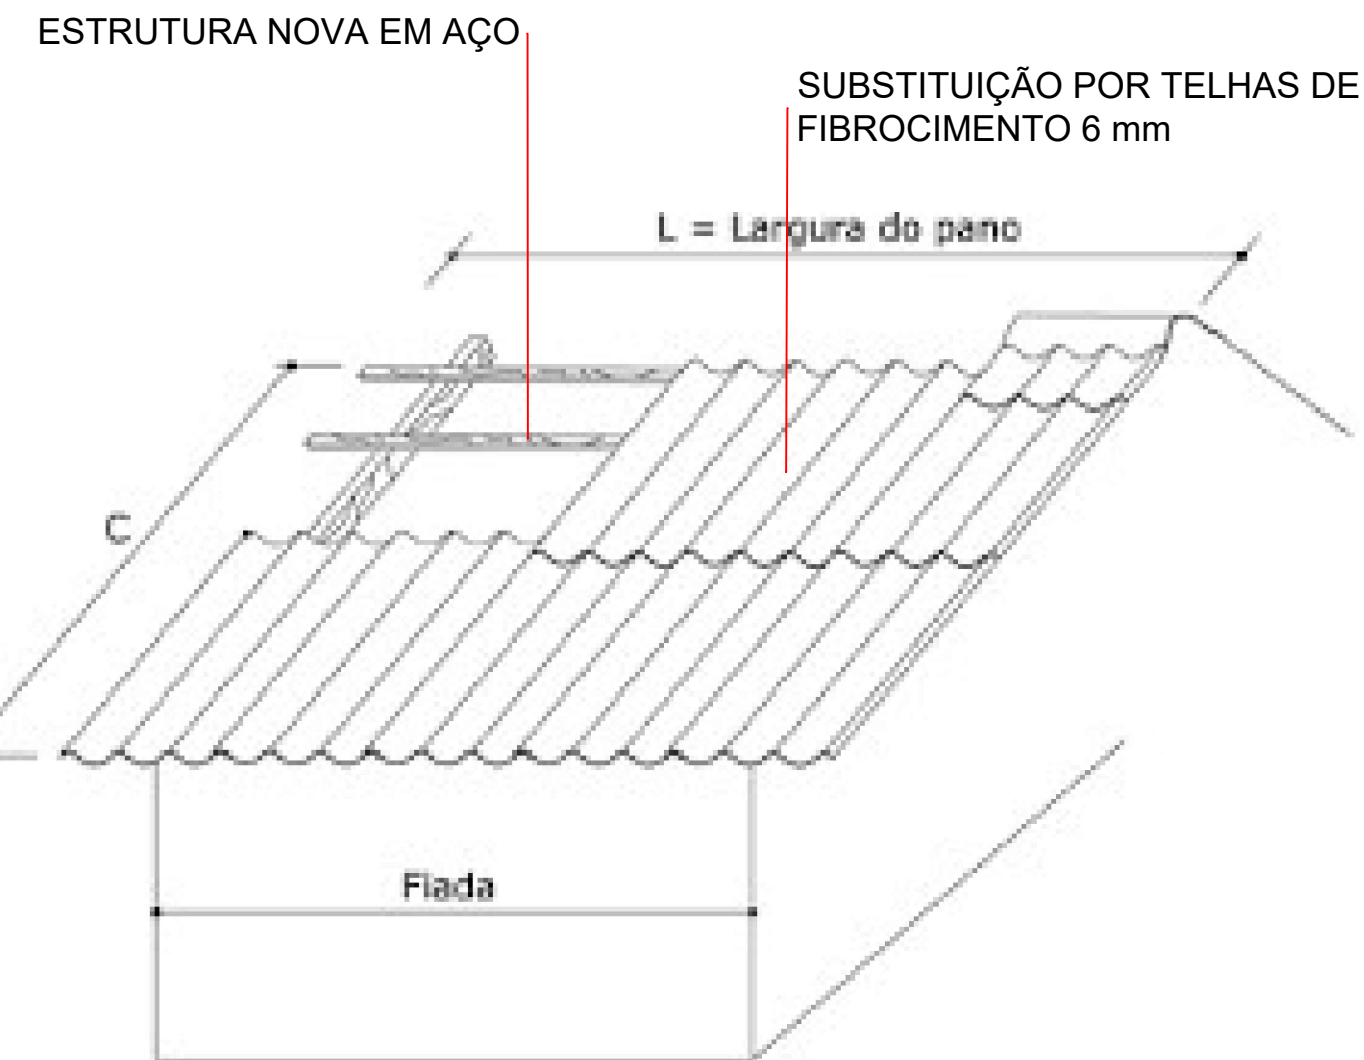 ESTRUTURA NOVA EM AÇO
SUBSTITUIÇÃO POR TELHAS DE
FIBROCIMENTO 6 mm
L = Largura do pano
C
Fiada